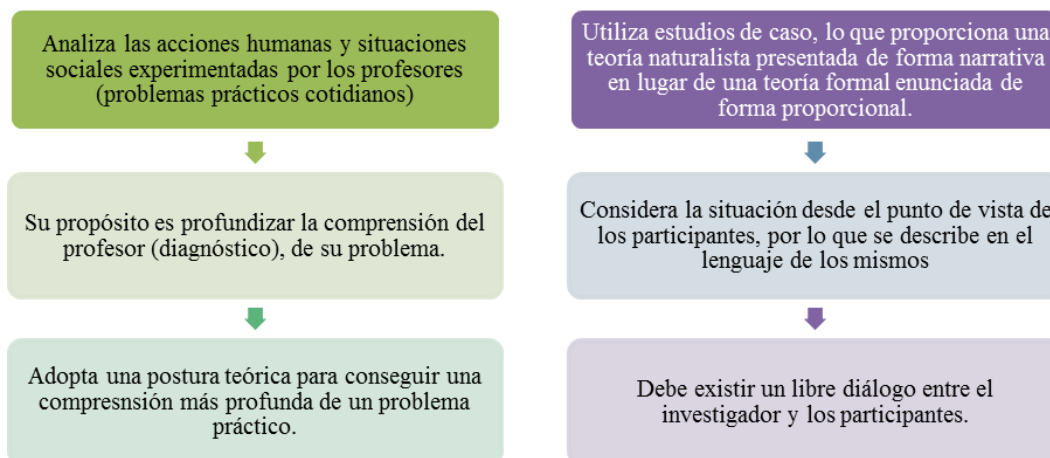 Analiza las acciones humanas y situaciones
sociales experimentadas por los profesores
(problemas prácticos cotidianos)
Su propósito es profundizar la comprensión del
profesor (diagnóstico), de su problema.
Adopta una postura teórica para conseguir una
compresnsión más profunda de un problema
práctico.
Utiliza estudios de caso, lo que proporciona una
teoría naturalista presentada de forma narrativa
en lugar de una teoría formal enunciada de
forma proporcional.
Considera la situación desde el punto de vista de
los participantes, por lo que se describe en el
lenguaje de los mismos
Debe existir un libre diálogo entre el
investigador y los participantes.